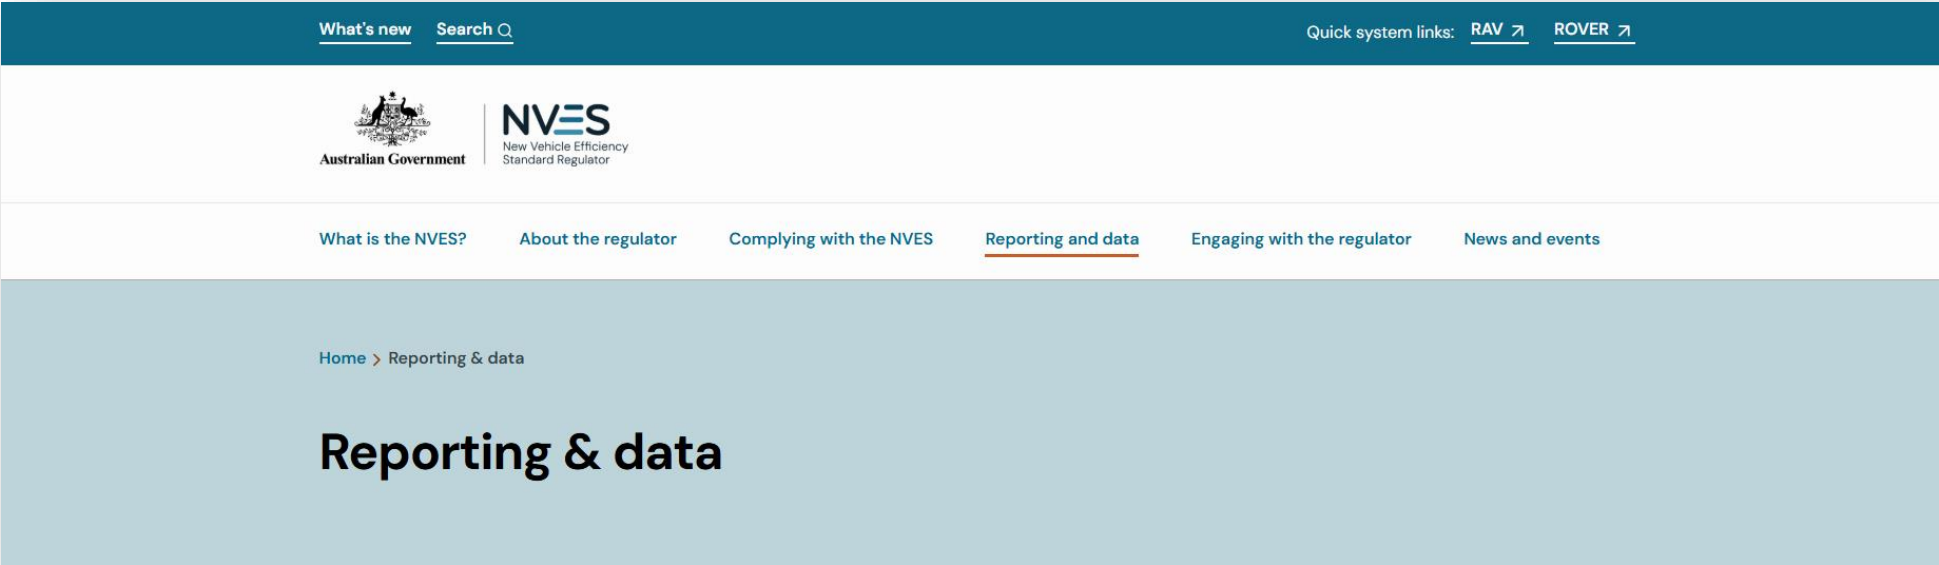 What's new Search
Quick system links: RAV ROVER
Australian Government
NVES
New Vehicle Efficiency
Standard Regulator
What is the NVES? About the regulator Complying with the NVES Reporting and data Engaging with the regulator News and events
Home > Reporting & data
Reporting & data